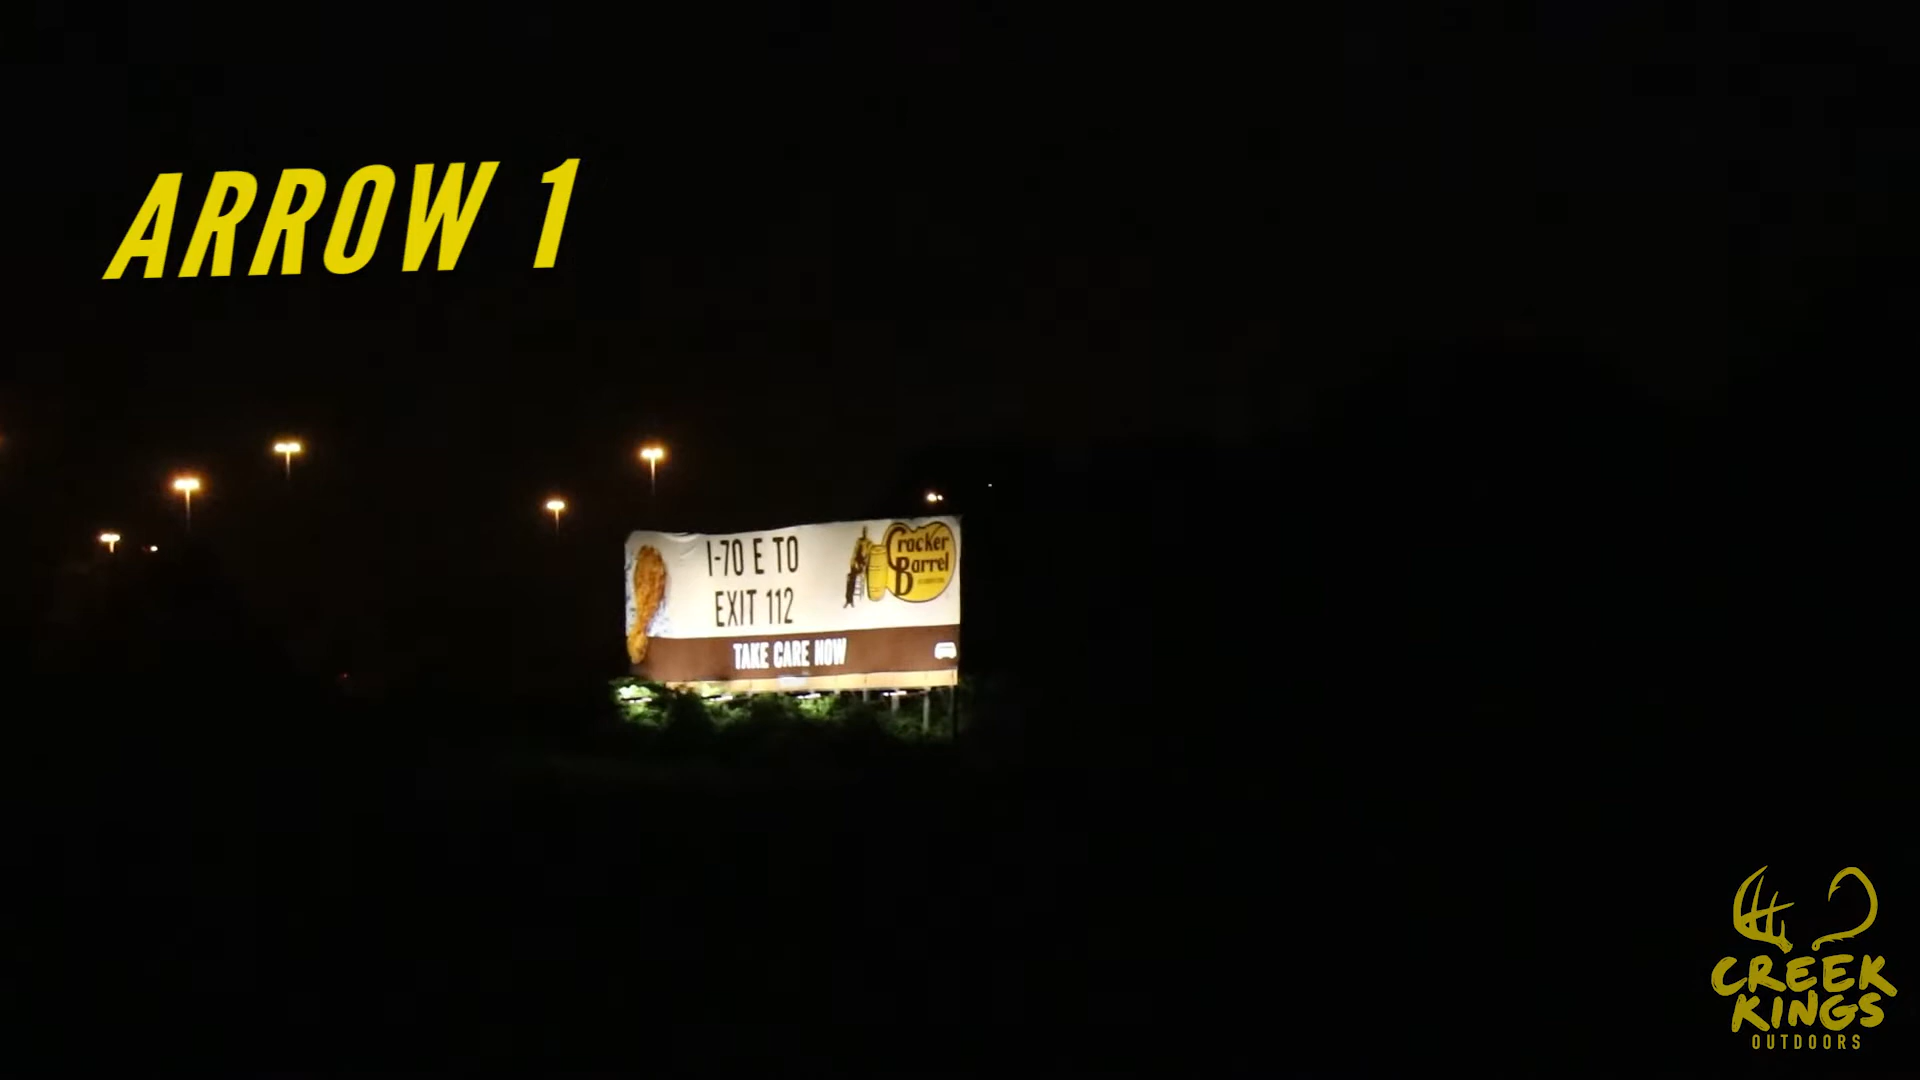 ARROW 1
I-70 E TO
EXIT 112
TAKE CARE NOW
Cracker
Barrel
CREEK
KINGS
OUTDOORS